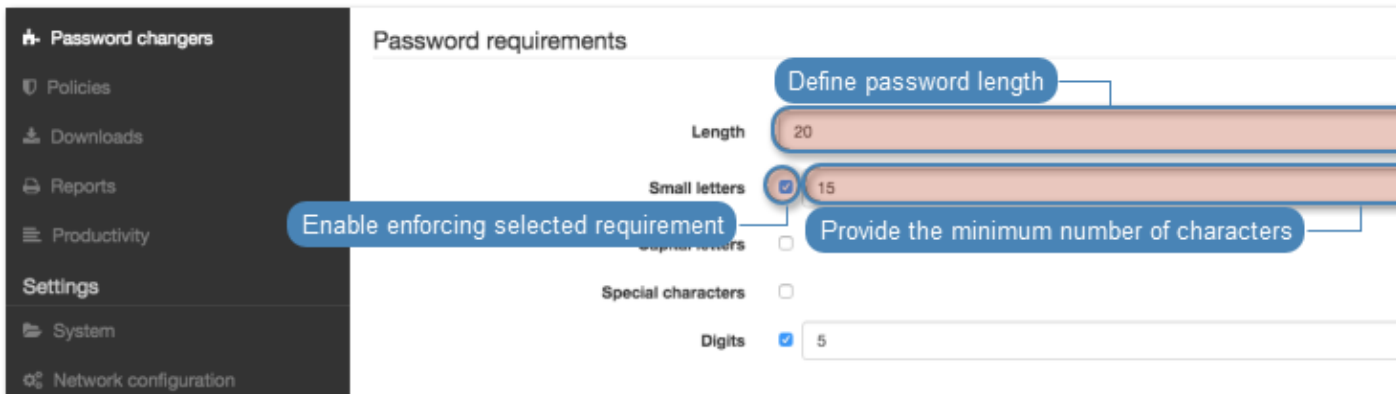 Password changers
Policies
Downloads
Reports
Productivity
Settings
System
Network configuration
Password requirements
Define password length
Length
20
Small letters
15
Enable enforcing selected requirement
Provide the minimum number of characters
letters
Special characters
Digits
5